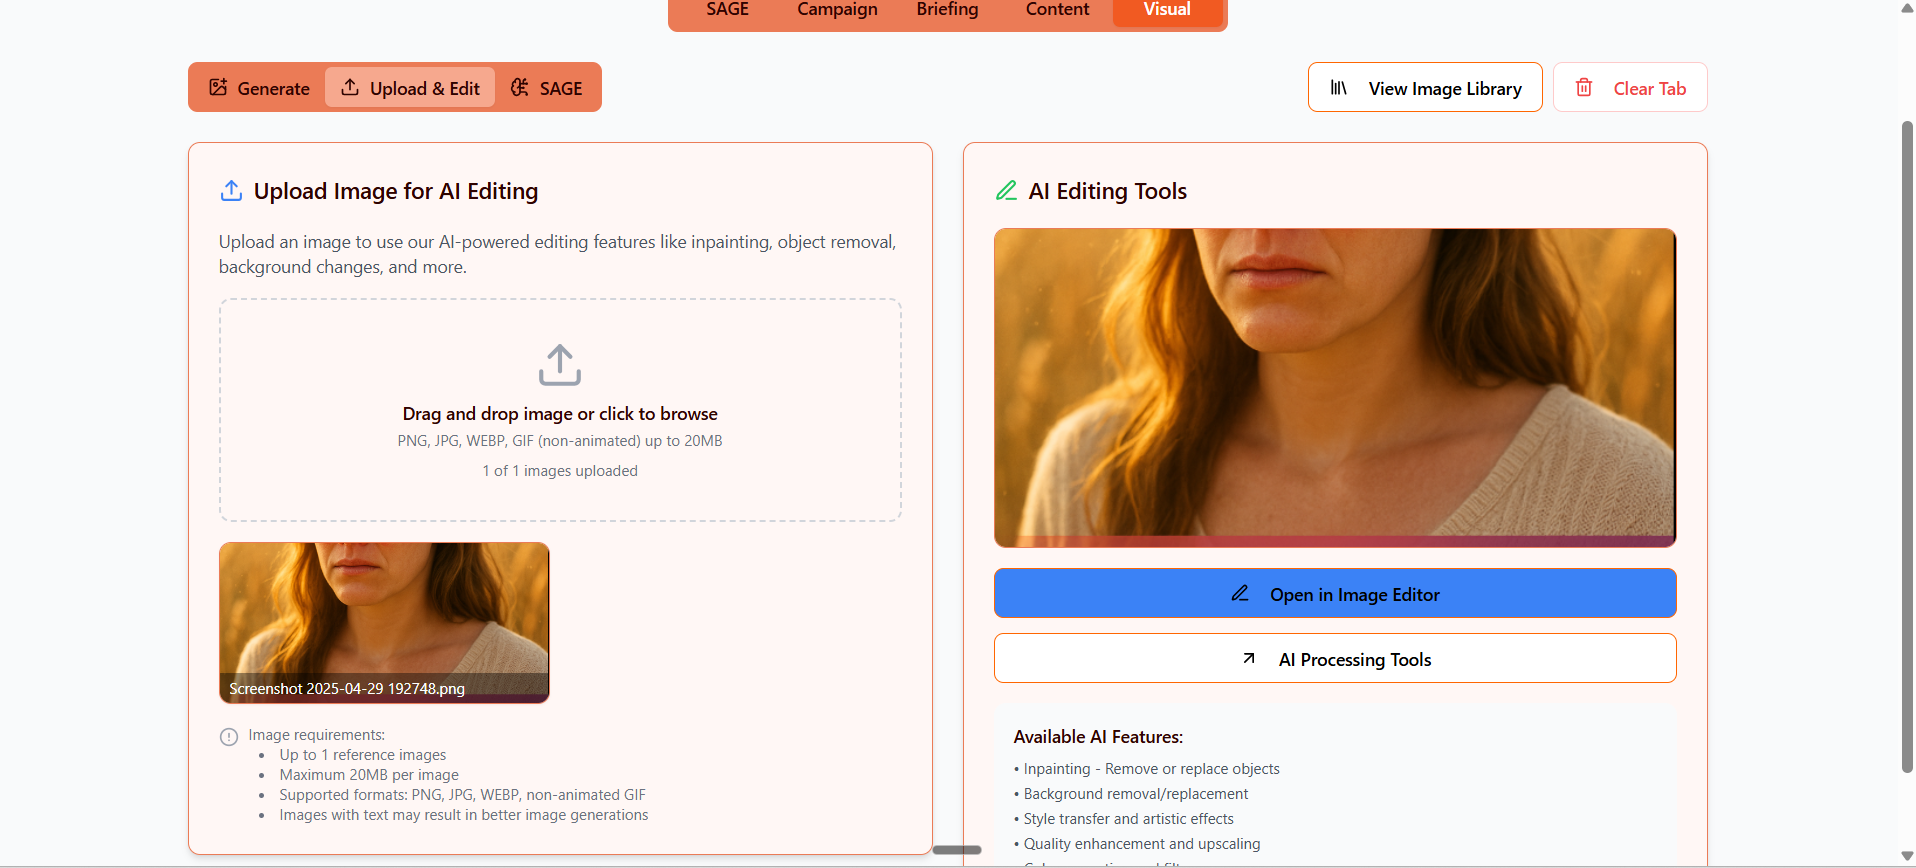 SAGE
Campaign
Briefing
Content
Visual
Generate
Upload & Edit
SAGE
View Image Library
Clear Tab
Upload Image for AI Editing
Upload an image to use our AI-powered editing features like inpainting, object removal,
background changes, and more.
Drag and drop image or click to browse
PNG, JPG, WEBP, GIF (non-animated) up to 20MB
1 of 1 images uploaded
Screenshot 2025-04-29 192748.png
Image requirements:
• Up to 1 reference images
• Maximum 20MB per image
• Supported formats: PNG, JPG, WEBP, non-animated GIF
• Images with text may result in better image generations
AI Editing Tools
Open in Image Editor
AI Processing Tools
Available AI Features:
• Inpainting - Remove or replace objects
• Background removal/replacement
• Style transfer and artistic effects
• Quality enhancement and upscaling